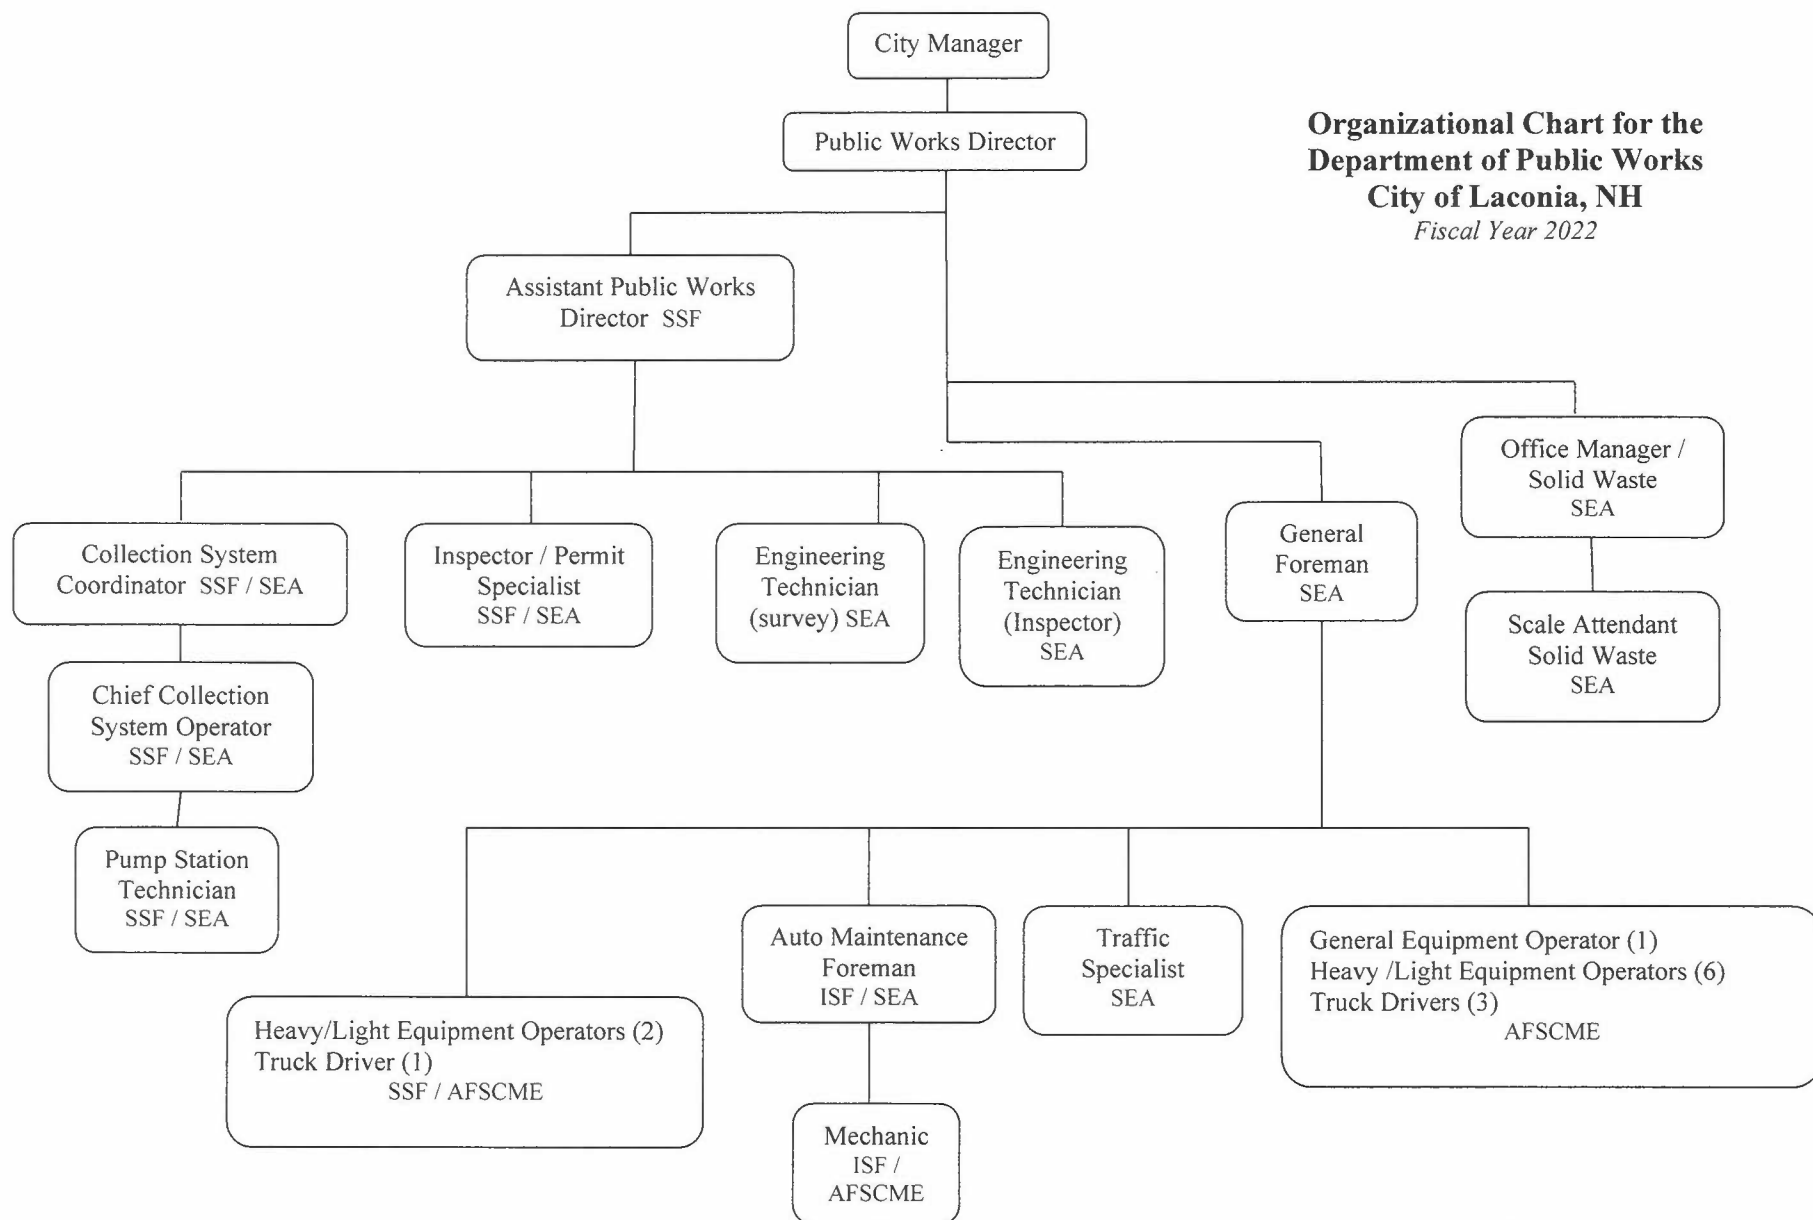 City Manager
Public Works Director
Organizational Chart for the
Department of Public Works
City of Laconia, NH
Fiscal Year 2022
Assistant Public Works
Director SSF
Office Manager /
Solid Waste
SEA
Collection System
Coordinator SSF / SEA
Inspector / Permit
Specialist
SSF / SEA
Engineering
Technician
(survey) SEA
Engineering
Technician
(Inspector)
SEA
General
Foreman
SEA
Scale Attendant
Solid Waste
SEA
Chief Collection
System Operator
SSF / SEA
Pump Station
Technician
SSF / SEA
Heavy/Light Equipment Operators (2)
Truck Driver (1)
SSF / AFSCME
Auto Maintenance
Foreman
ISF / SEA
Traffic
Specialist
SEA
General Equipment Operator (1)
Heavy /Light Equipment Operators (6)
Truck Drivers (3)
AFSCME
Mechanic
ISF /
AFSCME